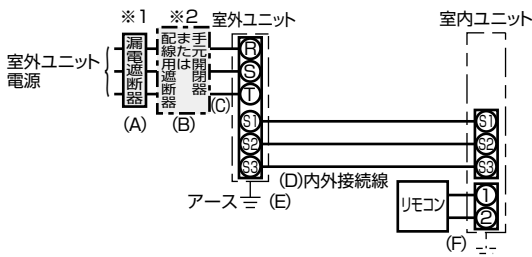 ※1
※2
室外ユニット
室内ユニット
室外ユニット
電源
漏電遮断器
手元開閉器
または
配線用遮断器
(A)
(B)
(C)
R
S
T
S1
S2
S3
S1
S2
S3
(D)内外接続線
アース
(E)
リモコン
1
2
(F)